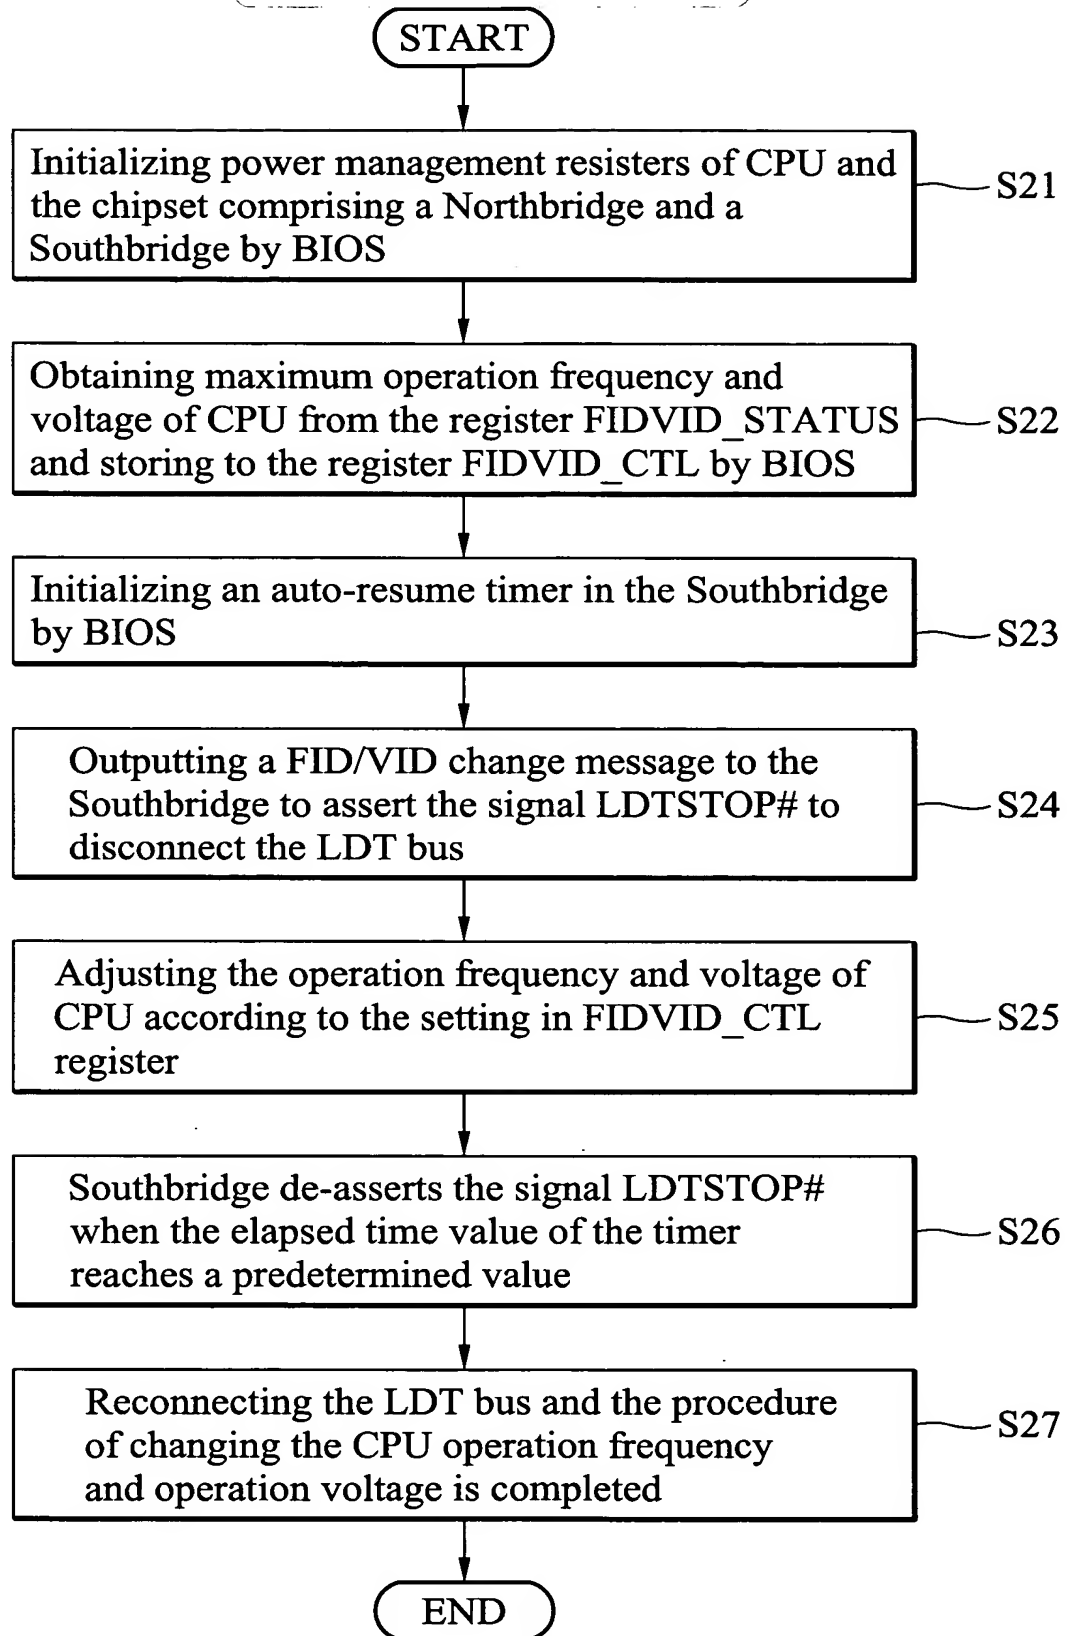 START
Initializing power management resisters of CPU and
the chipset comprising a Northbridge and a
Southbridge by BIOS
S21
Obtaining maximum operation frequency and
voltage of CPU from the register FIDVID_STATUS
and storing to the register FIDVID_CTL by BIOS
S22
Initializing an auto-resume timer in the Southbridge
by BIOS
S23
Outputting a FID/VID change message to the
Southbridge to assert the signal LDTSTOP# to
disconnect the LDT bus
S24
Adjusting the operation frequency and voltage of
CPU according to the setting in FIDVID_CTL
register
S25
Southbridge de-asserts the signal LDTSTOP#
when the elapsed time value of the timer
reaches a predetermined value
S26
Reconnecting the LDT bus and the procedure
of changing the CPU operation frequency
and operation voltage is completed
S27
END